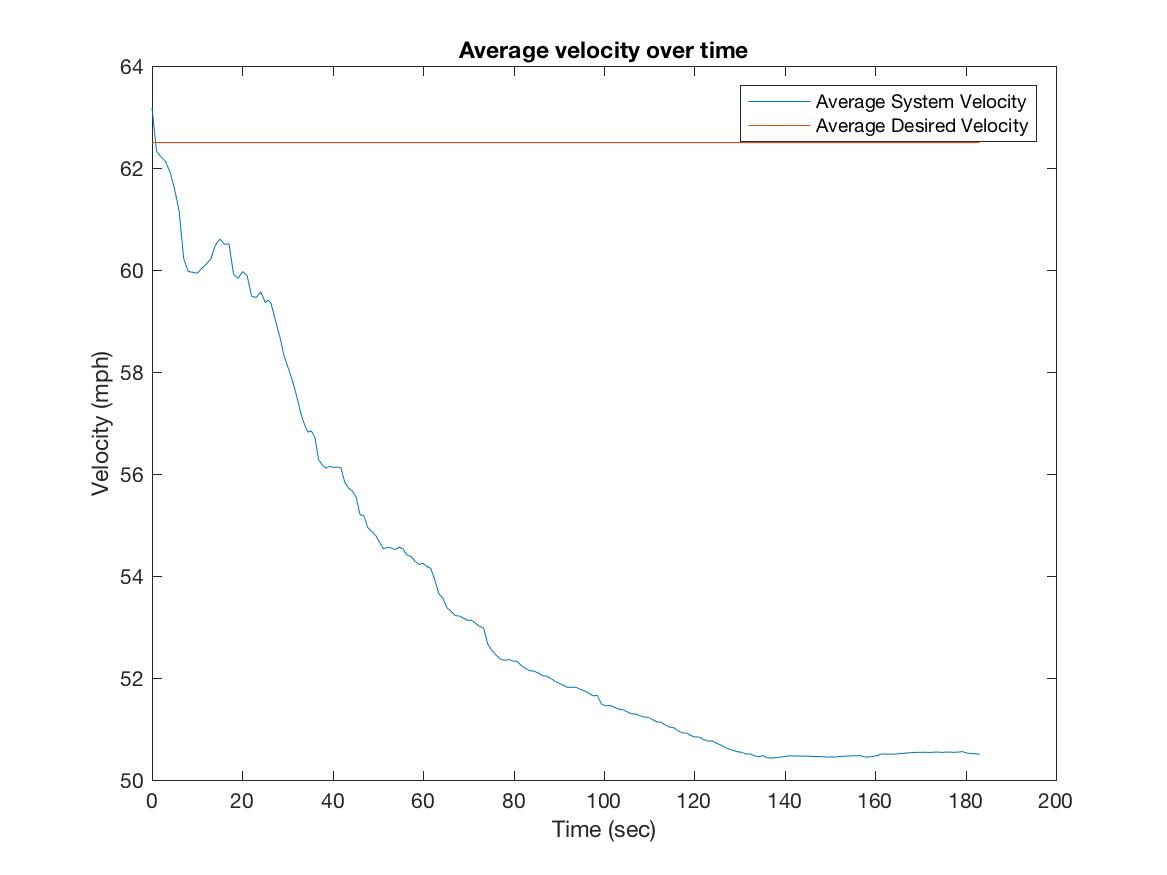 Average velocity over time
64
62
60
58
56
54
52
50
Velocity (mph)
Average System Velocity
Average Desired Velocity
0 20 40 60 80 100 120 140 160 180 200
Time (sec)